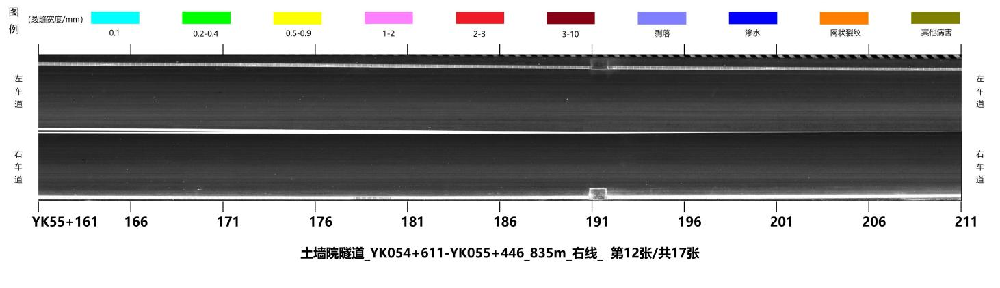 图例
(裂缝宽度/mm)
0.1 0.2-0.4 0.5-0.9 1-2 2-3 3-10 剥落 渗水 网状裂纹 其他病害
左车道 左车道
右车道 右车道
YK55+161 166 171 176 181 186 191 196 201 206 211
土墙院隧道_YK054+611-YK055+446_835m_右线_ 第12张/共17张